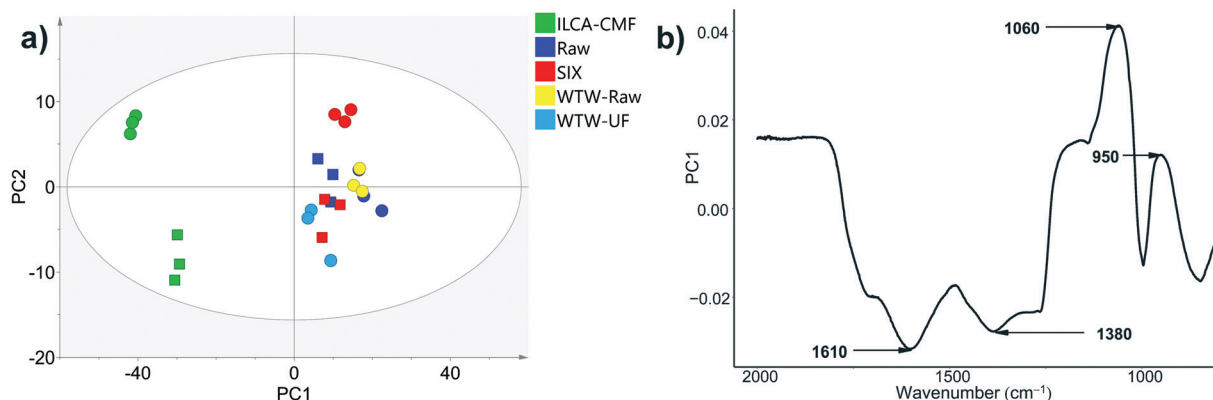 a)
10
0
-10
-20
PC2
-40
0
40
PC1
ILCA-CMF
Raw
SIX
WTW-Raw
WTW-UF
b)
0.04
0.02
0.00
−0.02
PC1
1060
950
1610
1380
2000
1500
1000
Wavenumber (cm⁻¹)